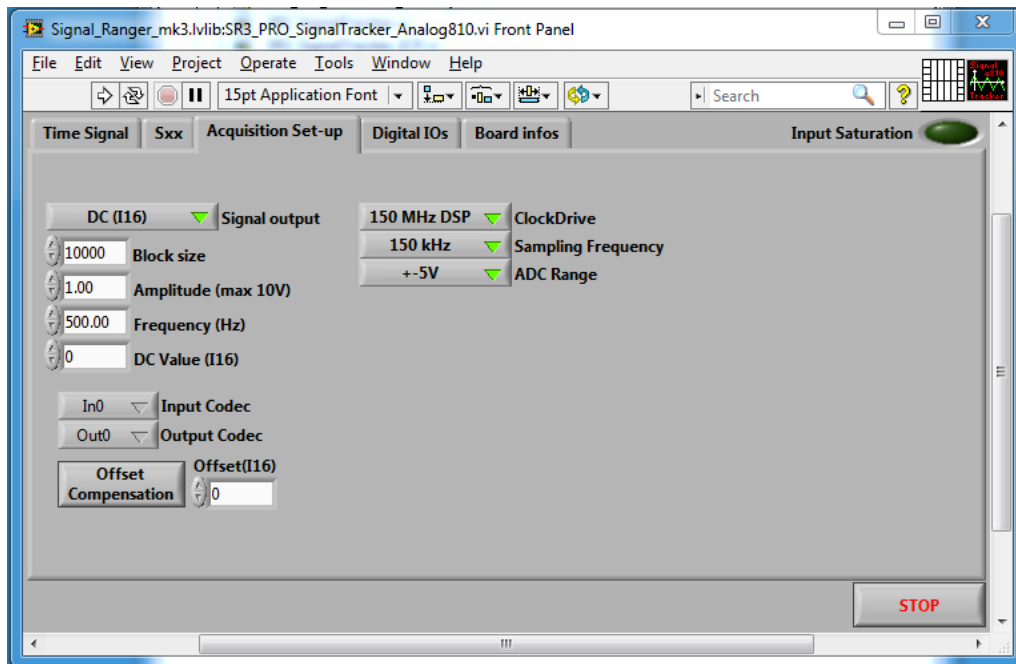 Signal_Ranger_mk3.lvlib:SR3_PRO_SignalTracker_Analog810.vi Front Panel
File Edit View Project Operate Tools Window Help
15pt Application Font Search
Signal
a810
Tracker
Time Signal Sxx Acquisition Set-up Digital IOs Board infos Input Saturation
DC (I16) Signal output 150 MHz DSP ClockDrive
10000 Block size 150 kHz Sampling Frequency
1.00 Amplitude (max 10V) +-5V ADC Range
500.00 Frequency (Hz)
0 DC Value (I16)
In0 Input Codec
Out0 Output Codec
Offset Compensation Offset(I16)
0
STOP